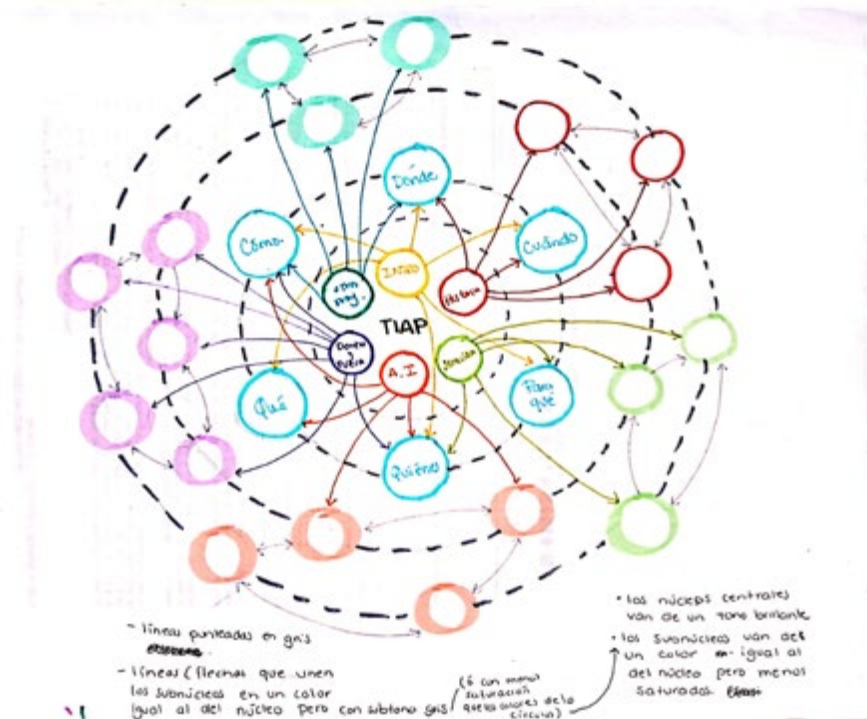 Dónde
Cómo
Cuándo
INTRO
TLAP
A.I
Qué
Para
qué
Quiénes
- líneas punteadas en gris
- líneas (flechas que unen
los subnúcleos en un color
igual al del núcleo pero con subtono gris
(ó con menor
saturación
que los colores de los
círculos)
• los núcleos centrales
van de un tono brillante
• los subnúcleos van de
un color igual al
del núcleo pero menos
saturados